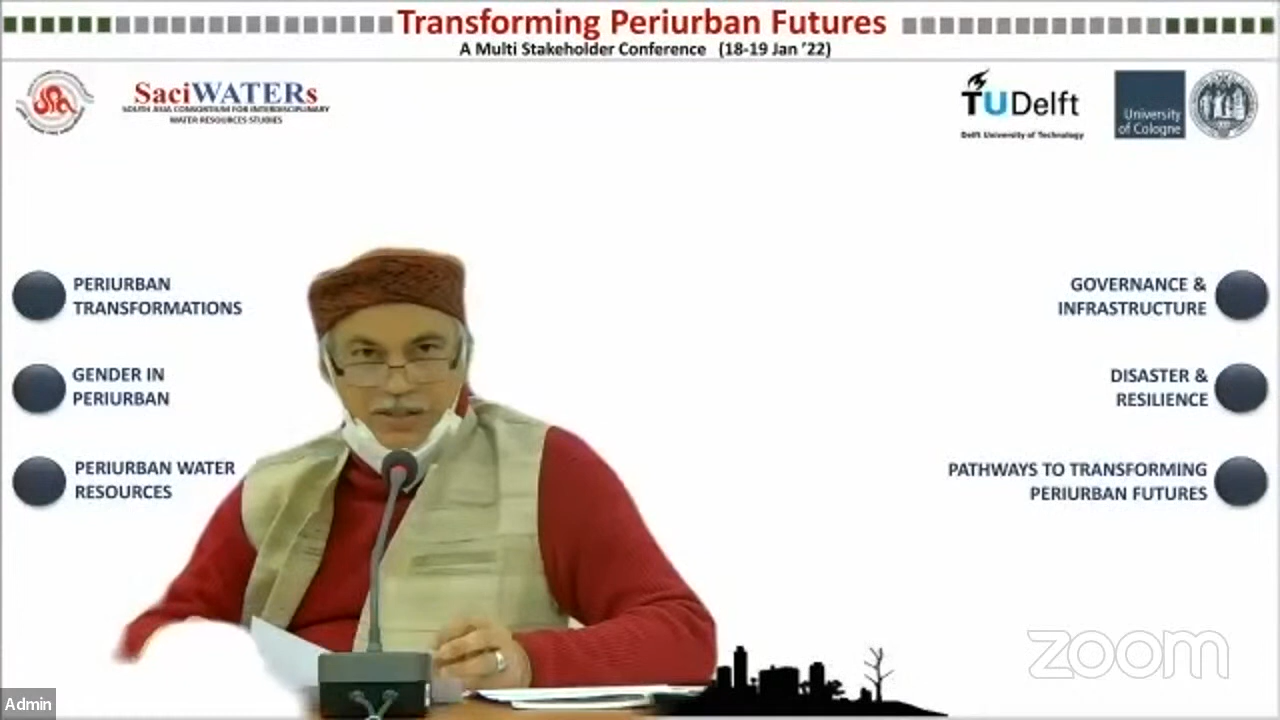 Transforming Periurban Futures
A Multi Stakeholder Conference (18-19 Jan '22)
SaciWATERs
SOUTH ASIA CONSORTIUM FOR INTERDISCIPLINARY
WATER RESOURCES STUDIES
TUDelft
Delft University of Technology
University
of Cologne
PERIURBAN
TRANSFORMATIONS
GENDER IN
PERIURBAN
PERIURBAN WATER
RESOURCES
GOVERNANCE &
INFRASTRUCTURE
DISASTER &
RESILIENCE
PATHWAYS TO TRANSFORMING
PERIURBAN FUTURES
zoom
Admin